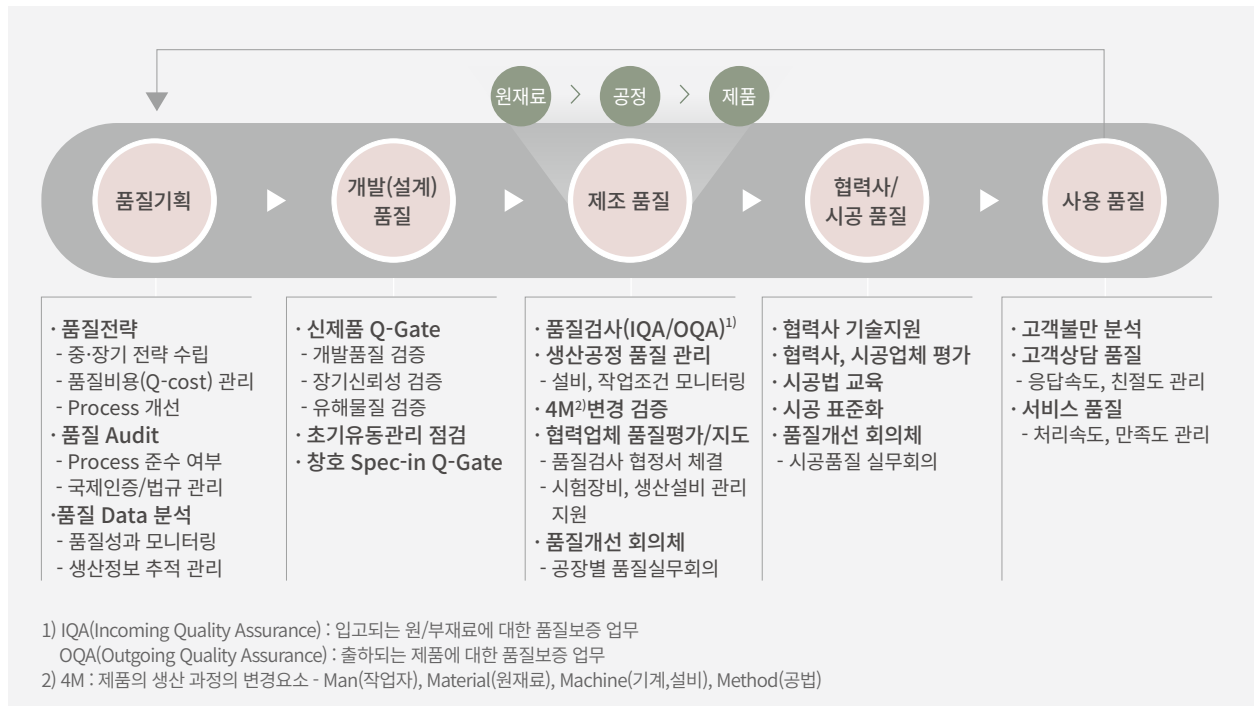 원재료 > 공정 > 제품
품질기획
개발(설계)
품질
제조 품질
협력사/
시공 품질
사용 품질
· 품질전략
- 중·장기 전략 수립
- 품질비용(Q-cost) 관리
- Process 개선
· 품질 Audit
- Process 준수 여부
- 국제인증/법규 관리
·품질 Data 분석
- 품질성과 모니터링
- 생산정보 추적 관리
· 신제품 Q-Gate
- 개발품질 검증
- 장기신뢰성 검증
- 유해물질 검증
· 초기유동관리 점검
· 창호 Spec-in Q-Gate
· 품질검사(IQA/OQA)1)
· 생산공정 품질 관리
- 설비, 작업조건 모니터링
· 4M2)변경 검증
· 협력업체 품질평가/지도
- 품질검사 협정서 체결
- 시험장비, 생산설비 관리
지원
· 품질개선 회의체
- 공장별 품질실무회의
· 협력사 기술지원
· 협력사, 시공업체 평가
· 시공법 교육
· 시공 표준화
· 품질개선 회의체
- 시공품질 실무회의
· 고객불만 분석
· 고객상담 품질
- 응답속도, 친절도 관리
· 서비스 품질
- 처리속도, 만족도 관리
1) IQA(Incoming Quality Assurance) : 입고되는 원/부재료에 대한 품질보증 업무
OQA(Outgoing Quality Assurance) : 출하되는 제품에 대한 품질보증 업무
2) 4M : 제품의 생산 과정의 변경요소 - Man(작업자), Material(원재료), Machine(기계,설비), Method(공법)